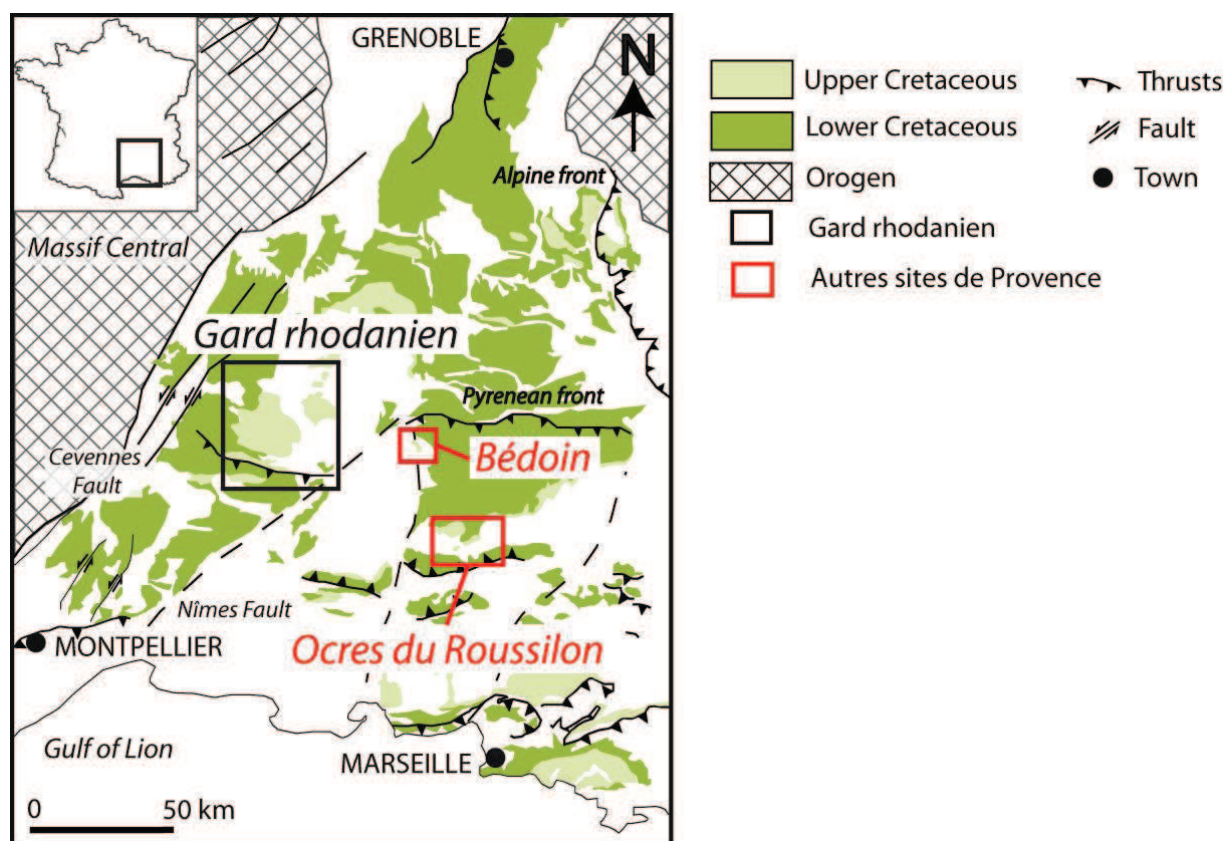 GRENOBLE
N
Alpine front
Massif Central
Gard rhodanien
Pyrenean front
Bédoin
Cevennes
Fault
Nîmes Fault
Ocres du Roussilon
MONTPELLIER
Gulf of Lion
MARSEILLE
0 50 km
Upper Cretaceous
Lower Cretaceous
Orogen
Gard rhodanien
Autres sites de Provence
Thrusts
Fault
Town